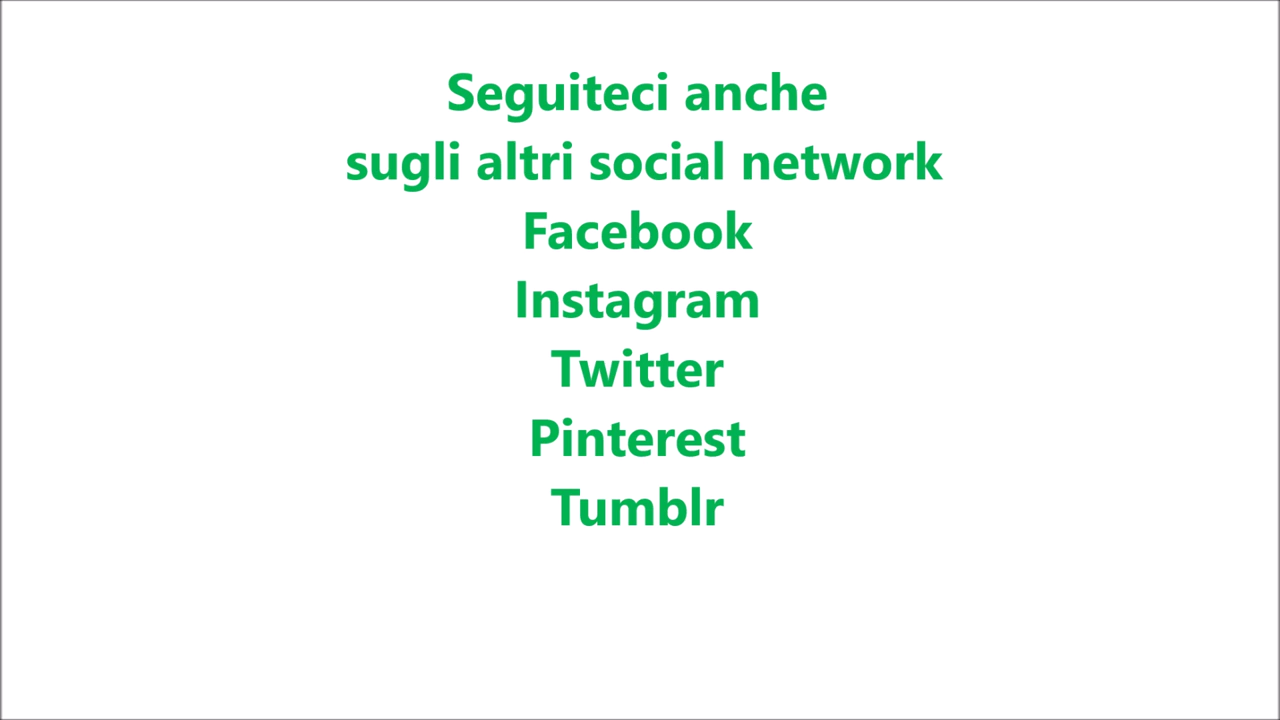 Seguiteci anche
sugli altri social network
Facebook
Instagram
Twitter
Pinterest
Tumblr